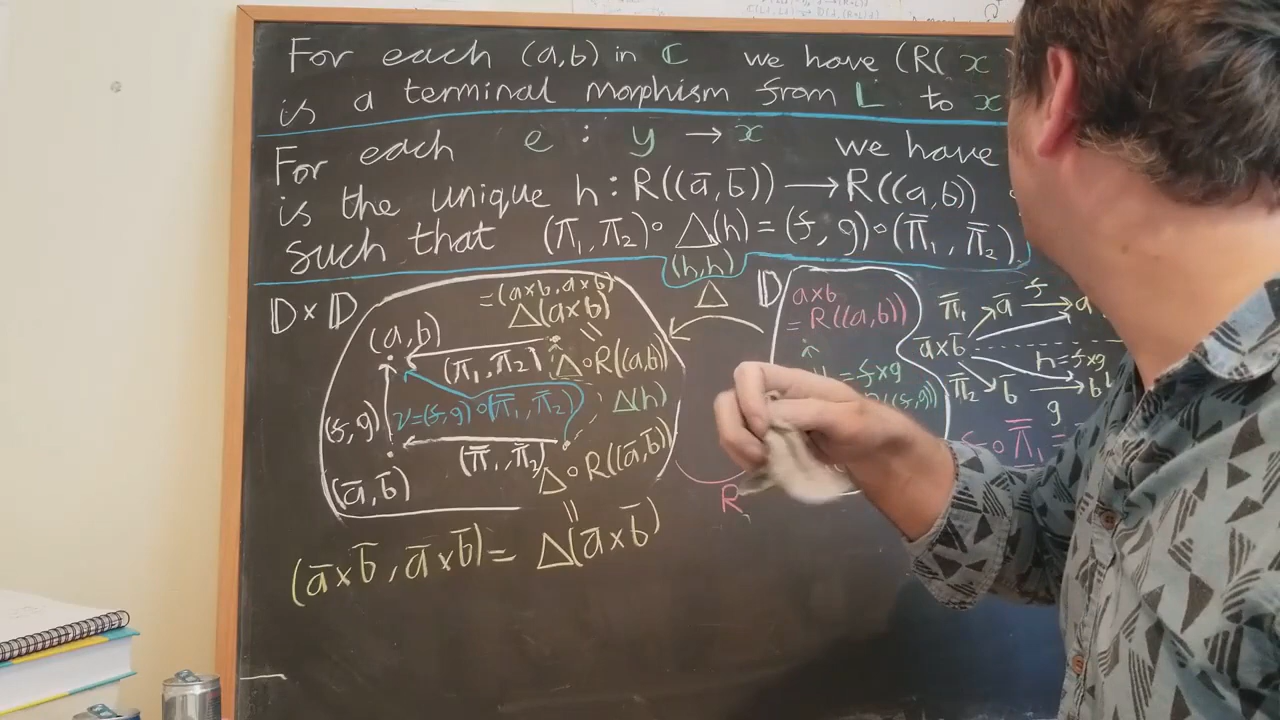 For each (a,b) in ℂ we have (R( x
is a terminal morphism from L to x
For each e : y → x we have
is the unique h : R((a̅,b̅)) → R((a,b))
such that (π₁, π₂)∘ Δ(h) = (f, g)∘(π̅₁, π̅₂)
(h,h)
𝔻 × 𝔻
(a,b)
=(a×b, a×b)
Δ(a×b)
||
(π₁, π₂)
Δ∘R((a,b))
(f,g)
v=(f,g)∘(π̅₁, π̅₂)
Δ(h)
(π̅₁, π̅₂)
(a̅,b̅)
Δ∘R((a̅,b̅))
||
(a̅×b̅, a̅×b̅) = Δ(a̅×b̅)
Δ
R
𝔻
a×b
= R((a,b))
= f×g
((f,g))
π̅₁ a̅ f a
a̅×b̅
h=f×g
π̅₂ b̅ g b
f∘π̅₁ =